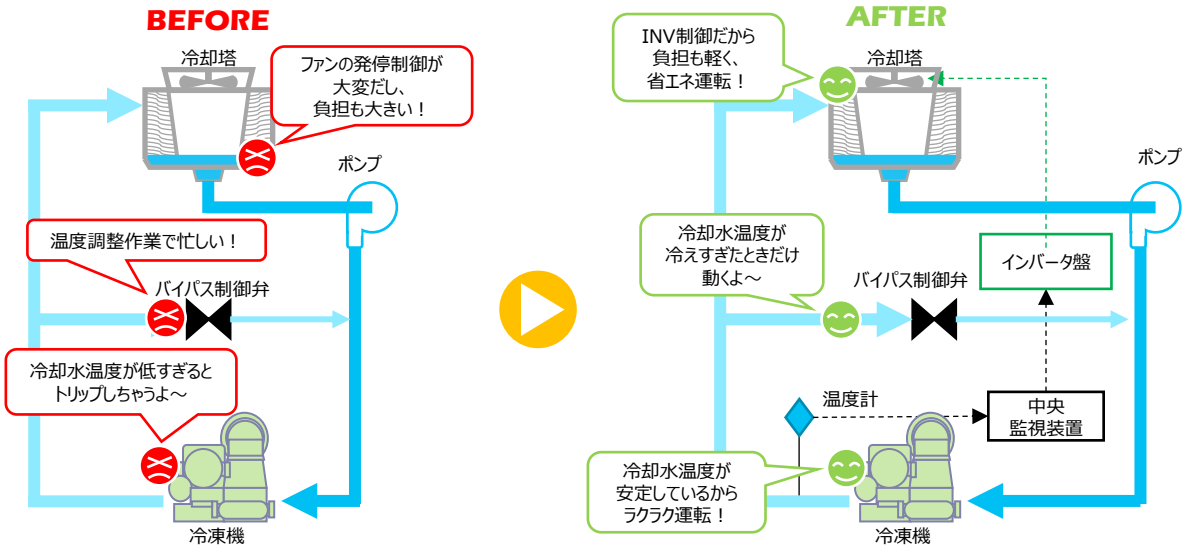 BEFORE
冷却塔
ファンの発停制御が
大変だし、
負担も大きい！
ポンプ
温度調整作業で忙しい！
バイパス制御弁
冷却水温度が低すぎると
トリップしちゃうよ～
冷凍機
AFTER
INV制御だから
負担も軽く、
省エネ運転！
冷却塔
ポンプ
冷却水温度が
冷えすぎたときだけ
動くよ～
バイパス制御弁
インバータ盤
温度計
中央
監視装置
冷却水温度が
安定しているから
ラクラク運転！
冷凍機